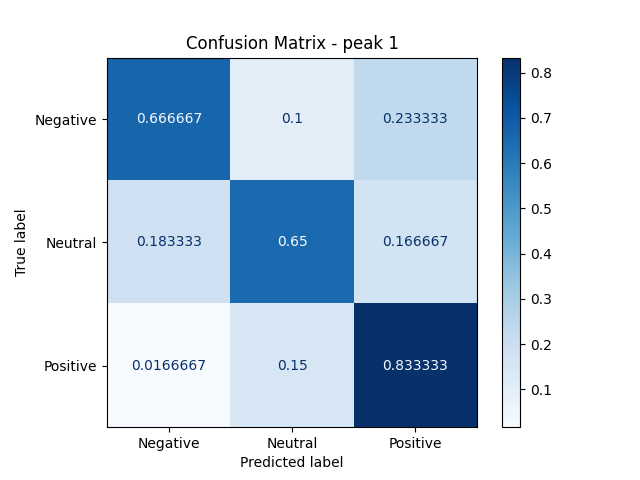 Confusion Matrix - peak 1
True label
Negative 0.666667 0.1 0.233333
Neutral 0.183333 0.65 0.166667
Positive 0.0166667 0.15 0.833333
Negative Neutral Positive
Predicted label
0.8
0.7
0.6
0.5
0.4
0.3
0.2
0.1